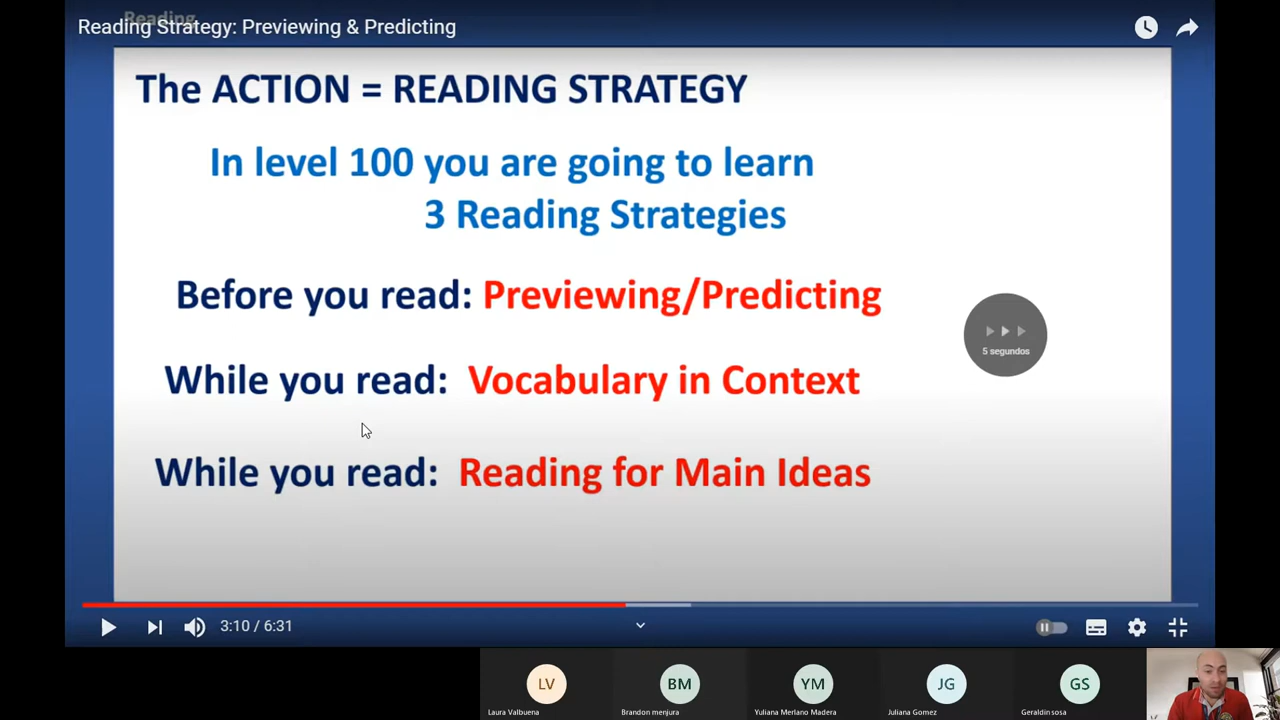 Reading
Reading Strategy: Previewing & Predicting
The ACTION = READING STRATEGY
In level 100 you are going to learn
3 Reading Strategies
Before you read: Previewing/Predicting
5 segundos
While you read: Vocabulary in Context
While you read: Reading for Main Ideas
3:10 / 6:31
LV
BM
YM
JG
GS
Laura Valbuena
Brandon menjura
Yuliana Merlano Madera
Juliana Gomez
Geraldin sosa